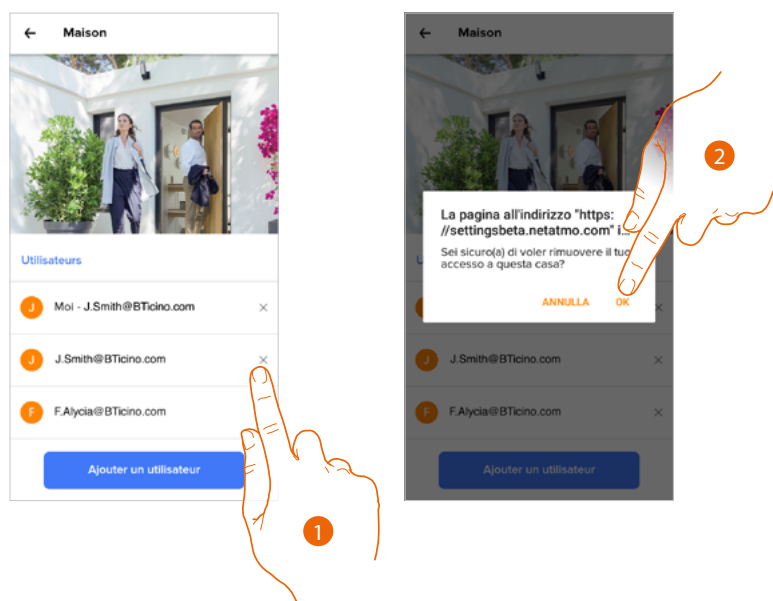 Maison
Utilisateurs
J
Moi - J.Smith@BTicino.com
J
J.Smith@BTicino.com
F
F.Alycia@BTicino.com
Ajouter un utilisateur
1
Maison
La pagina all'indirizzo "https:
//settingsbeta.netatmo.com" i...
Sei sicuro(a) di voler rimuovere il tuo
accesso a questa casa?
ANNULLA
OK
J
J.Smith@BTicino.com
F
F.Alycia@BTicino.com
Ajouter un utilisateur
2